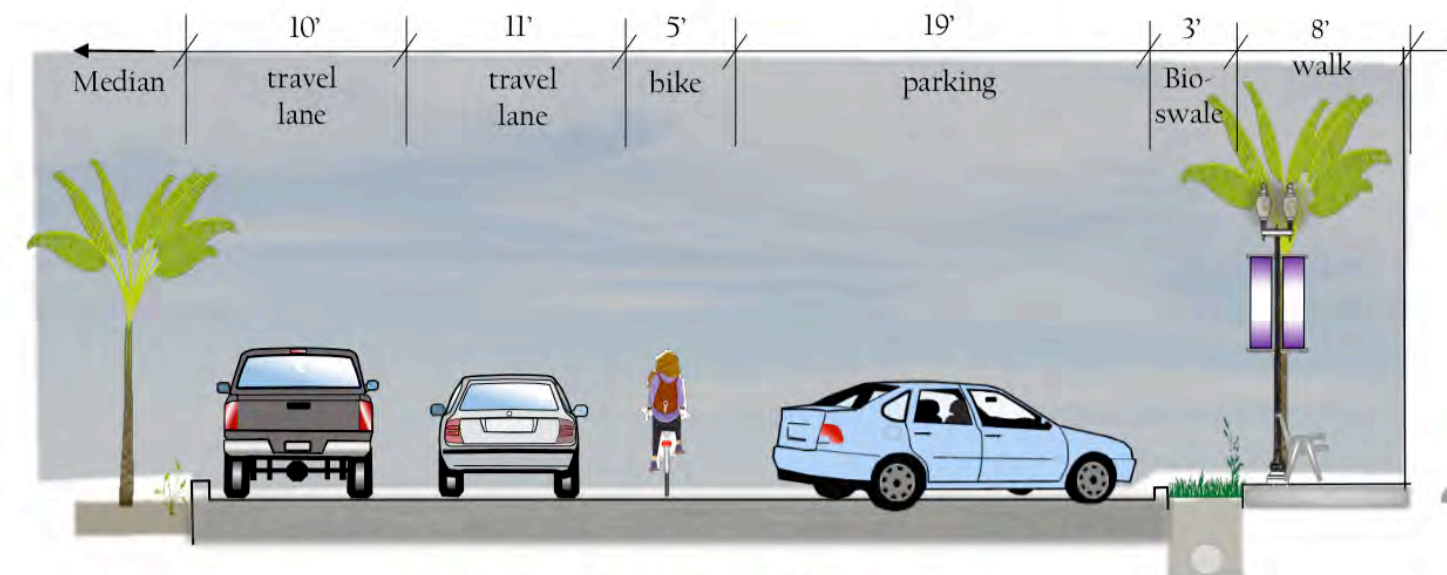 10’ 11’ 5’ 19’ 3’ 8’
Median travel lane travel lane bike parking Bio-swale walk